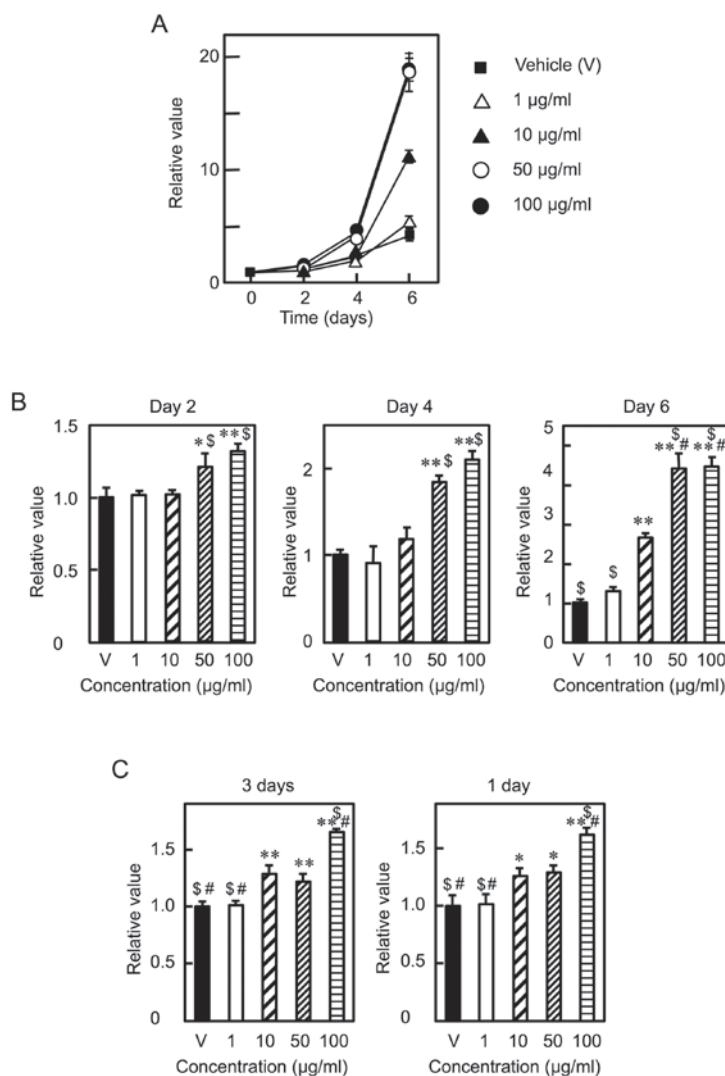 A
Relative value
20
10
0
0 2 4 6
Time (days)
Vehicle (V)
1 µg/ml
10 µg/ml
50 µg/ml
100 µg/ml
B
Day 2
Relative value
1.5
1.0
0.5
0
*$ **$
V 1 10 50 100
Concentration (µg/ml)
Day 4
Relative value
2
1
0
**$ **$
V 1 10 50 100
Concentration (µg/ml)
Day 6
Relative value
5
4
2
2
1
0
$ $
**# **#
**
$ $
V 1 10 50 100
Concentration (µg/ml)
C
3 days
Relative value
1.5
1.0
0.5
0
$
**#
** **
$# $#
V 1 10 50 100
Concentration (µg/ml)
1 day
Relative value
1.5
1.0
1.0
0
$
**#
* *
$# $#
V 1 10 50 100
Concentration (µg/ml)